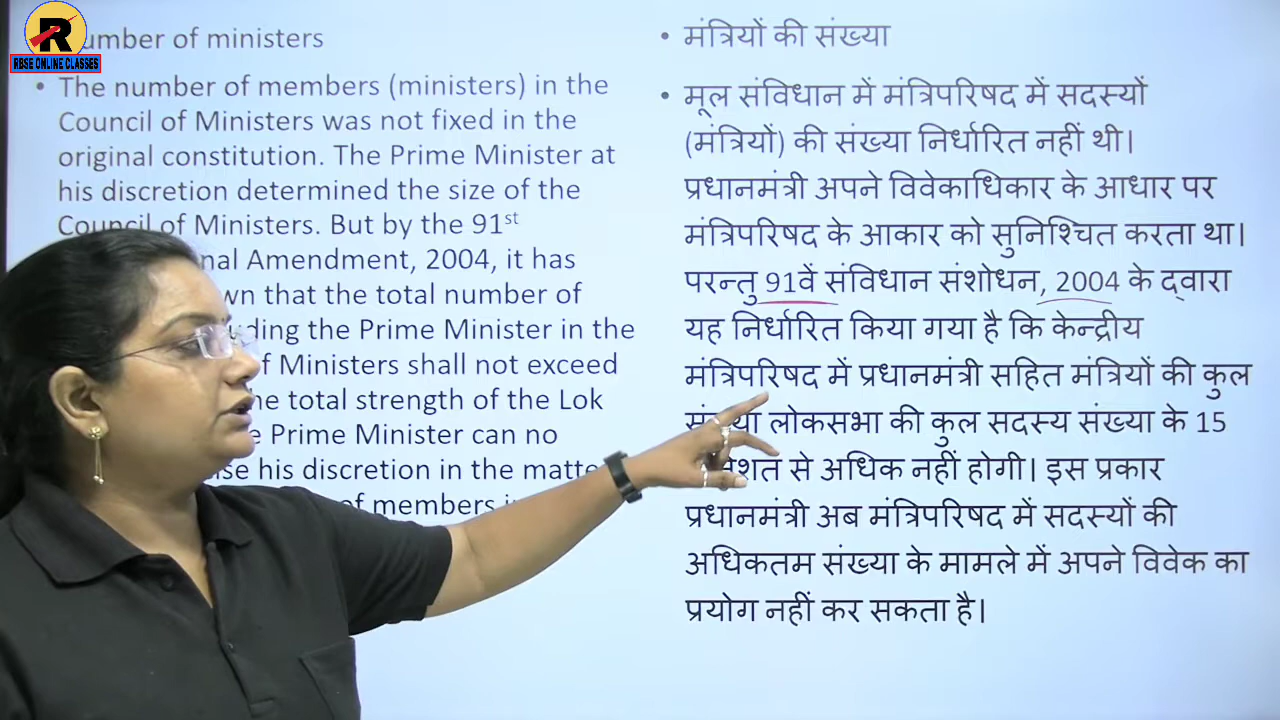 R
RBSE ONLINE CLASSES
umber of ministers
• The number of members (ministers) in the
Council of Ministers was not fixed in the
original constitution. The Prime Minister at
his discretion determined the size of the
Council of Ministers. But by the 91st
nal Amendment, 2004, it has
wn that the total number of
uding the Prime Minister in the
of Ministers shall not exceed
he total strength of the Lok
e Prime Minister can no
ise his discretion in the matte
of members i
• मंत्रियों की संख्या
• मूल संविधान में मंत्रिपरिषद में सदस्यों
(मंत्रियों) की संख्या निर्धारित नहीं थी।
प्रधानमंत्री अपने विवेकाधिकार के आधार पर
मंत्रिपरिषद के आकार को सुनिश्चित करता था।
परन्तु 91वें संविधान संशोधन, 2004 के द्वारा
यह निर्धारित किया गया है कि केन्द्रीय
मंत्रिपरिषद में प्रधानमंत्री सहित मंत्रियों की कुल
लोकसभा की कुल सदस्य संख्या के 15
शत से अधिक नहीं होगी। इस प्रकार
प्रधानमंत्री अब मंत्रिपरिषद में सदस्यों की
अधिकतम संख्या के मामले में अपने विवेक का
प्रयोग नहीं कर सकता है।